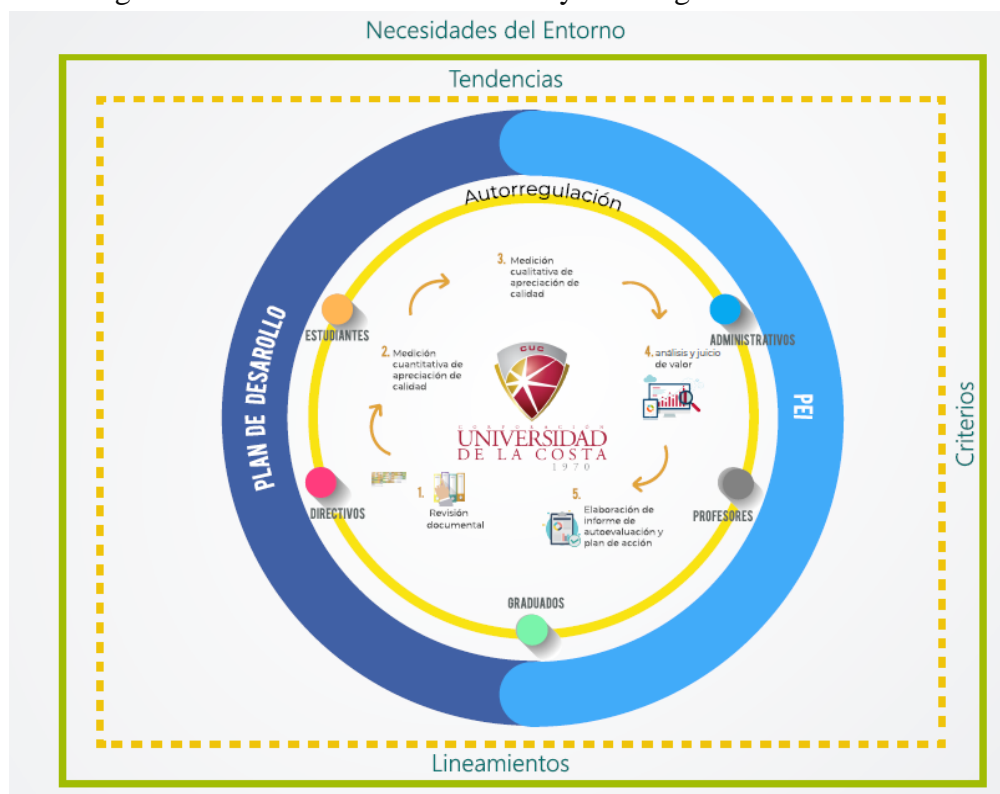 Necesidades del Entorno
Tendencias
Autorregulación
3. Medición
cualitativa de
apreciación de
calidad
ESTUDIANTES
ADMINISTRATIVOS
2. Medición
cuantitativa de
apreciación de
calidad
4. análisis y juicio
de valor
CUC
PLAN DE DESAROLLO
PEI
Criterios
CORPORACIÓN
UNIVERSIDAD
DE LA COSTA
1970
DIRECTIVOS
1.
Revisión
documental
5.
Elaboración de
informe de
autoevaluación y
plan de acción
PROFESORES
GRADUADOS
Lineamientos